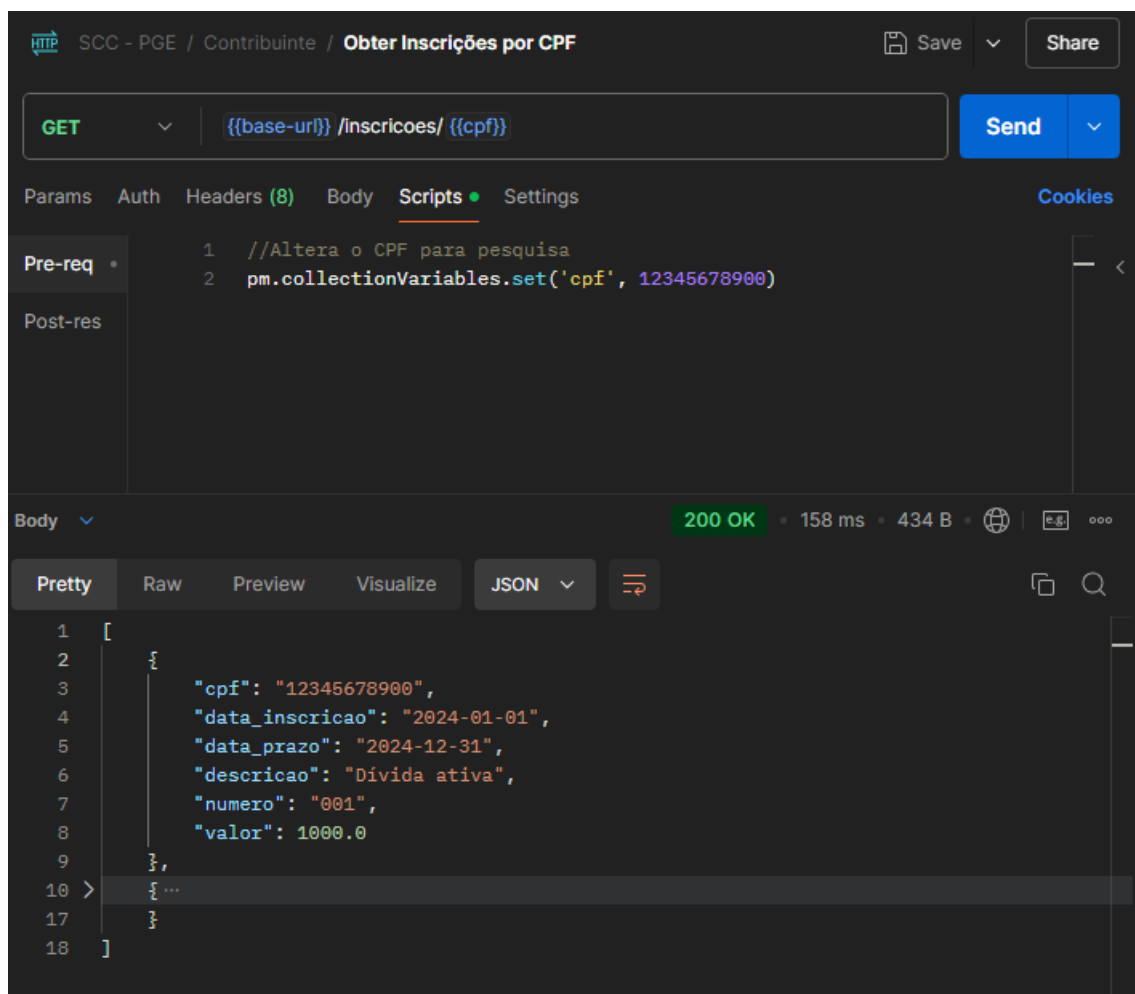 HTTP SCC - PGE / Contribuinte / Obter Inscrições por CPF Save Share
GET {{base-url}} /inscricoes/ {{cpf}} Send
Params Auth Headers (8) Body Scripts Settings Cookies
Pre-req
Post-res
1 //Altera o CPF para pesquisa
2 pm.collectionVariables.set('cpf', 12345678900)
Body 200 OK 158 ms 434 B e.g.
Pretty Raw Preview Visualize JSON
1 [
2 {
3 "cpf": "12345678900",
4 "data_inscricao": "2024-01-01",
5 "data_prazo": "2024-12-31",
6 "descricao": "Dívida ativa",
7 "numero": "001",
8 "valor": 1000.0
9 },
10 { ···
17 }
18 ]